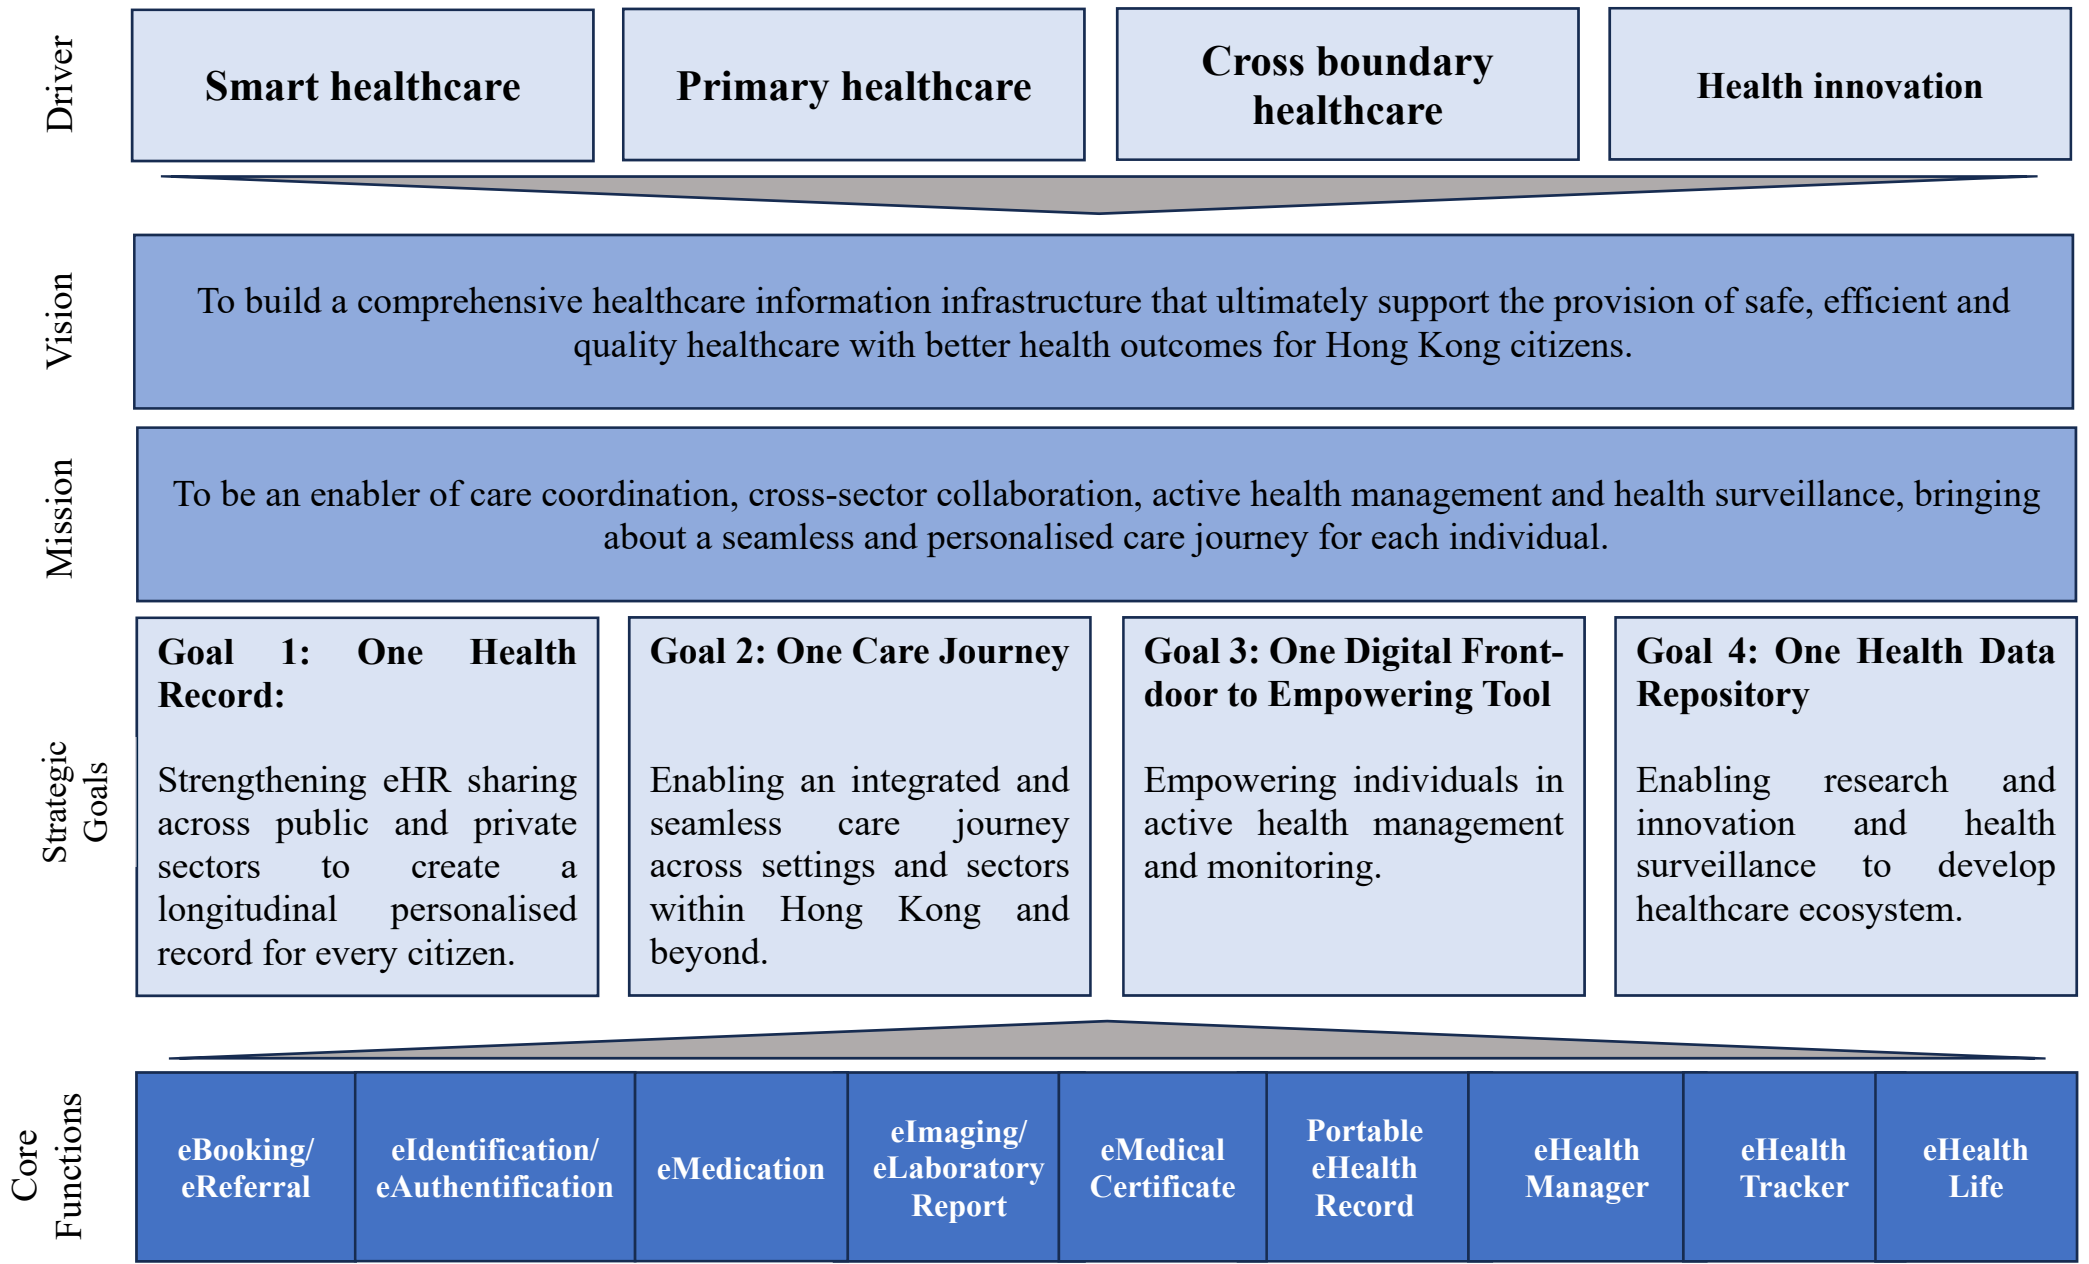 Driver
Smart healthcare
Primary healthcare
Cross boundary
healthcare
Health innovation
Vision
To build a comprehensive healthcare information infrastructure that ultimately support the provision of safe, efficient and
quality healthcare with better health outcomes for Hong Kong citizens.
Mission
To be an enabler of care coordination, cross-sector collaboration, active health management and health surveillance, bringing
about a seamless and personalised care journey for each individual.
Strategic
Goals
Goal 1: One Health
Record:
Strengthening eHR sharing
across public and private
sectors to create a
longitudinal personalised
record for every citizen.
Goal 2: One Care Journey
Enabling an integrated and
seamless care journey
across settings and sectors
within Hong Kong and
beyond.
Goal 3: One Digital Front-
door to Empowering Tool
Empowering individuals in
active health management
and monitoring.
Goal 4: One Health Data
Repository
Enabling research and
innovation and health
surveillance to develop
healthcare ecosystem.
Core
Functions
eBooking/
eReferral
eIdentification/
eAuthentification
eMedication
eImaging/
eLaboratory
Report
eMedical
Certificate
Portable
eHealth
Record
eHealth
Manager
eHealth
Tracker
eHealth
Life